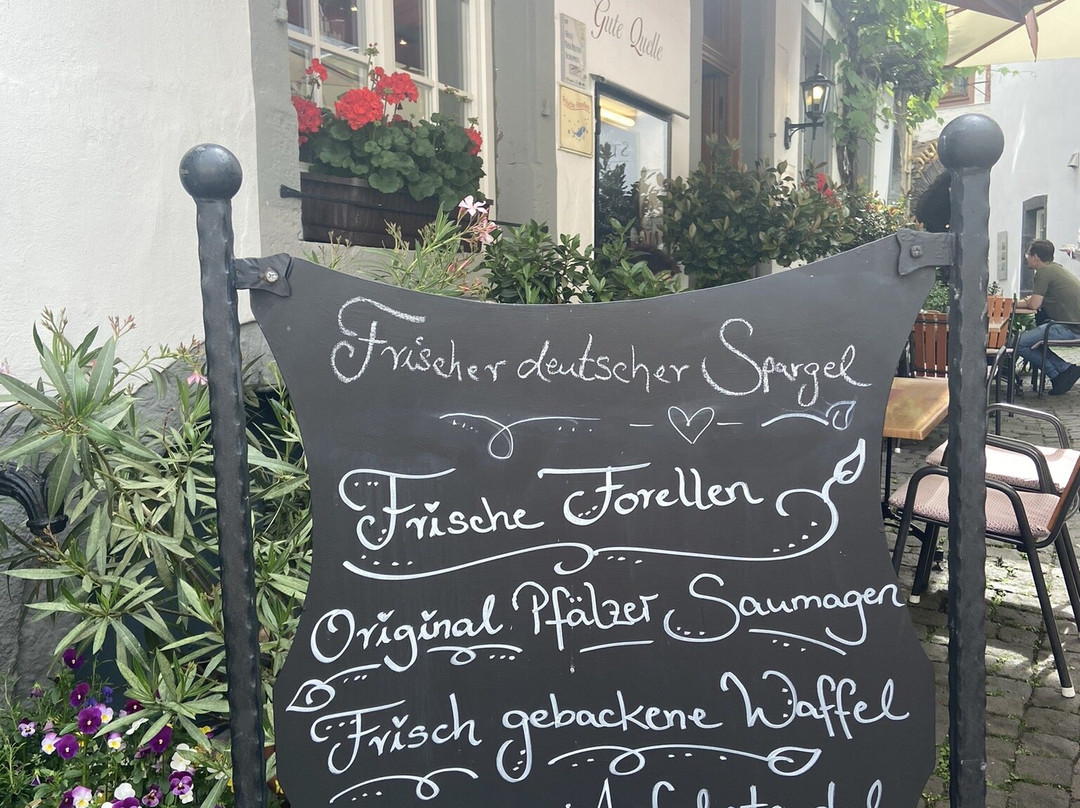 Gute Quelle
Frischer deutscher Spargel
Frische Forellen
Original Pfälzer Saumagen
Frisch gebackene Waffel